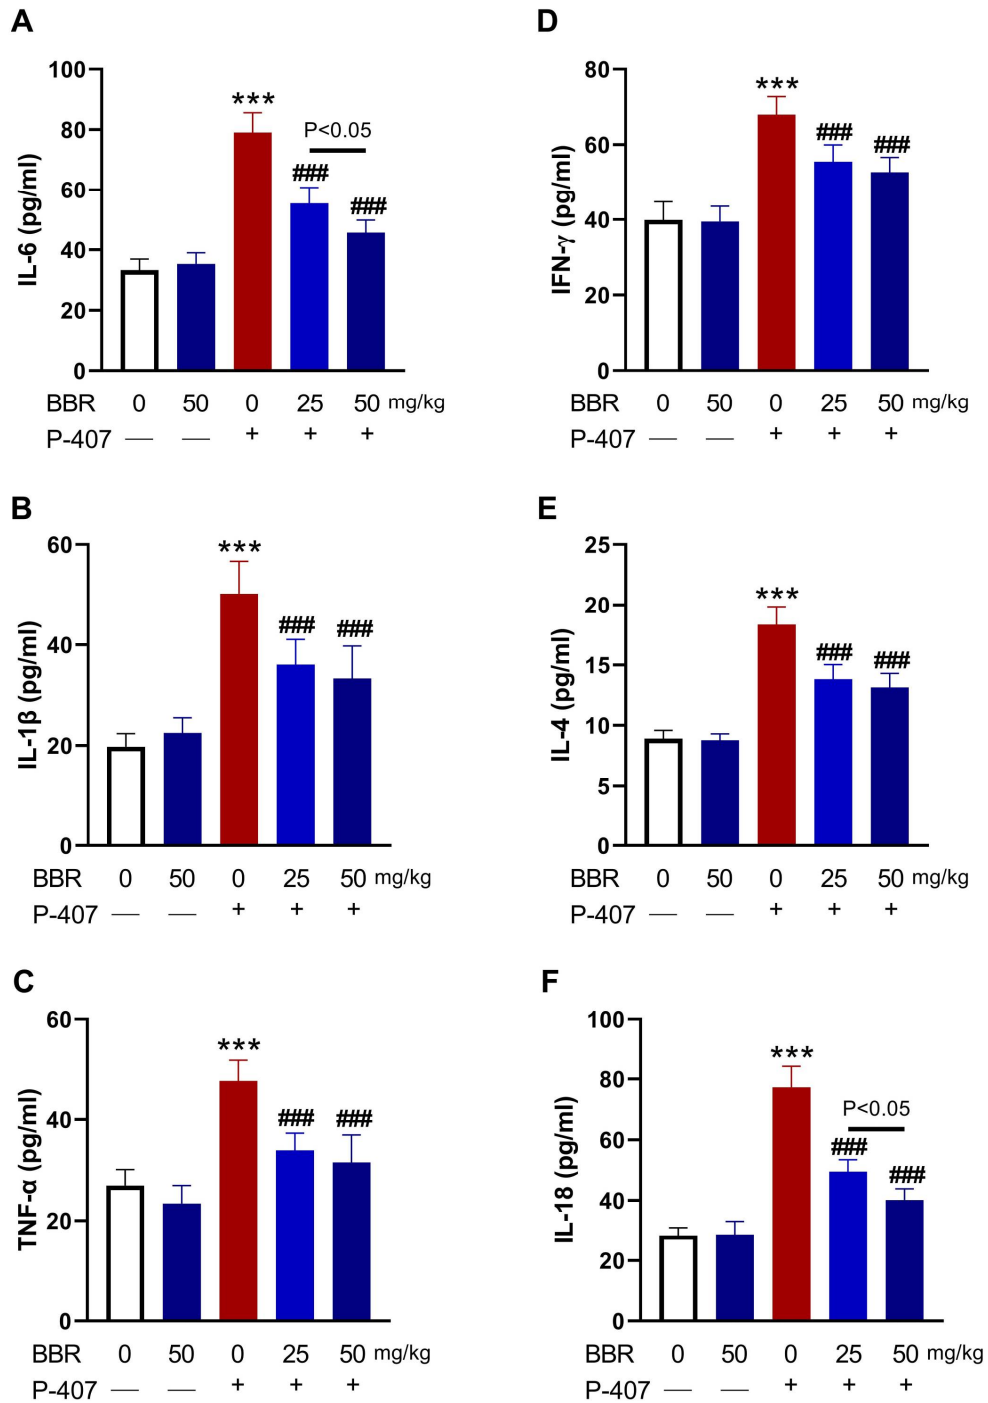 A
IL-6 (pg/ml)
100
80
60
40
20
0
***
P<0.05
###
###
BBR 0 50 0 25 50 mg/kg
P-407 — — + + +
D
IFN-γ (pg/ml)
80
60
40
20
0
***
###
###
BBR 0 50 0 25 50 mg/kg
P-407 — — + + +
B
IL-1β (pg/ml)
60
40
20
0
***
###
###
BBR 0 50 0 25 50 mg/kg
P-407 — — + + +
E
IL-4 (pg/ml)
25
20
15
10
5
0
***
###
###
BBR 0 50 0 25 50 mg/kg
P-407 — — + + +
C
TNF-α (pg/ml)
60
40
20
0
***
###
###
BBR 0 50 0 25 50 mg/kg
P-407 — — + + +
F
IL-18 (pg/ml)
100
80
60
40
20
0
***
P<0.05
###
###
BBR 0 50 0 25 50 mg/kg
P-407 — — + + +